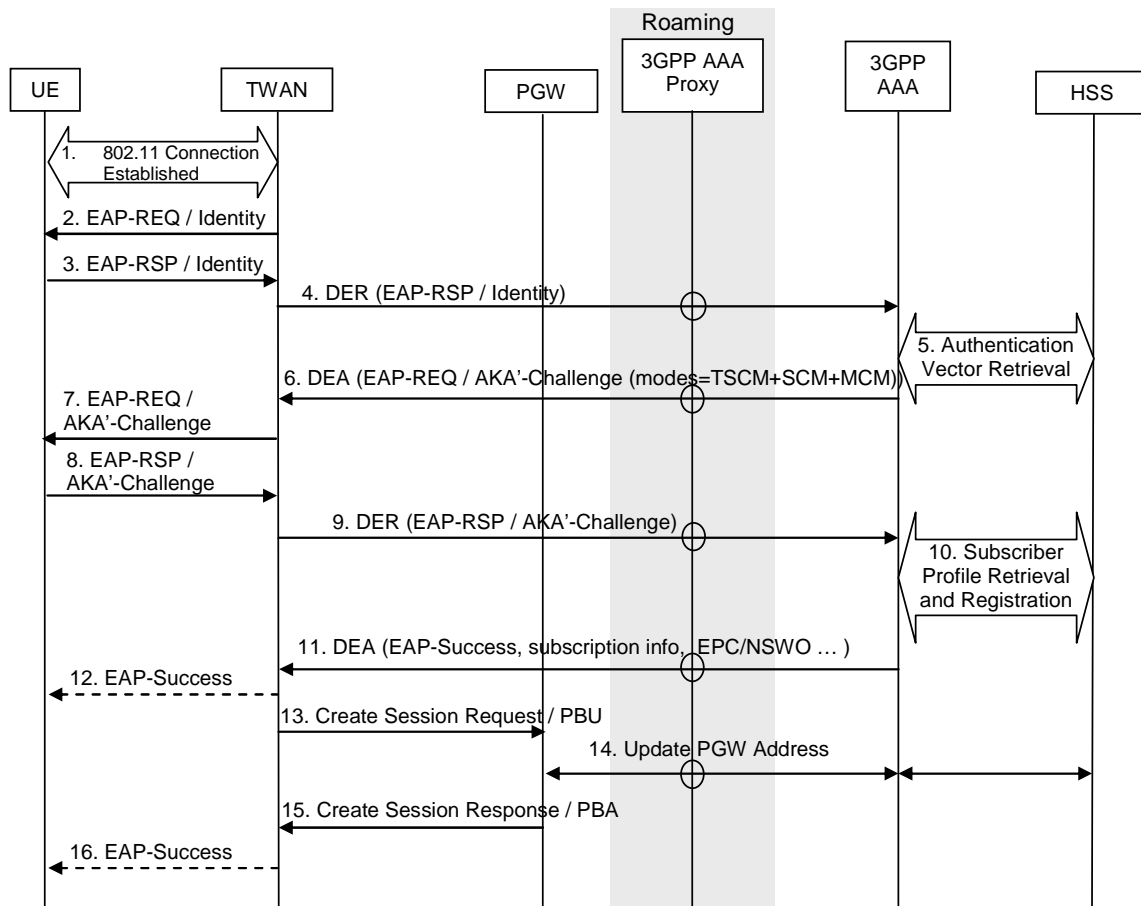 Roaming
UE
TWAN
PGW
3GPP AAA
Proxy
3GPP
AAA
HSS
1. 802.11 Connection
Established
2. EAP-REQ / Identity
3. EAP-RSP / Identity
4. DER (EAP-RSP / Identity)
5. Authentication
Vector Retrieval
6. DEA (EAP-REQ / AKA'-Challenge (modes=TSCM+SCM+MCM))
7. EAP-REQ /
AKA'-Challenge
8. EAP-RSP /
AKA'-Challenge
9. DER (EAP-RSP / AKA'-Challenge)
10. Subscriber
Profile Retrieval
and Registration
11. DEA (EAP-Success, subscription info, EPC/NSWO … )
12. EAP-Success
13. Create Session Request / PBU
14. Update PGW Address
15. Create Session Response / PBA
16. EAP-Success